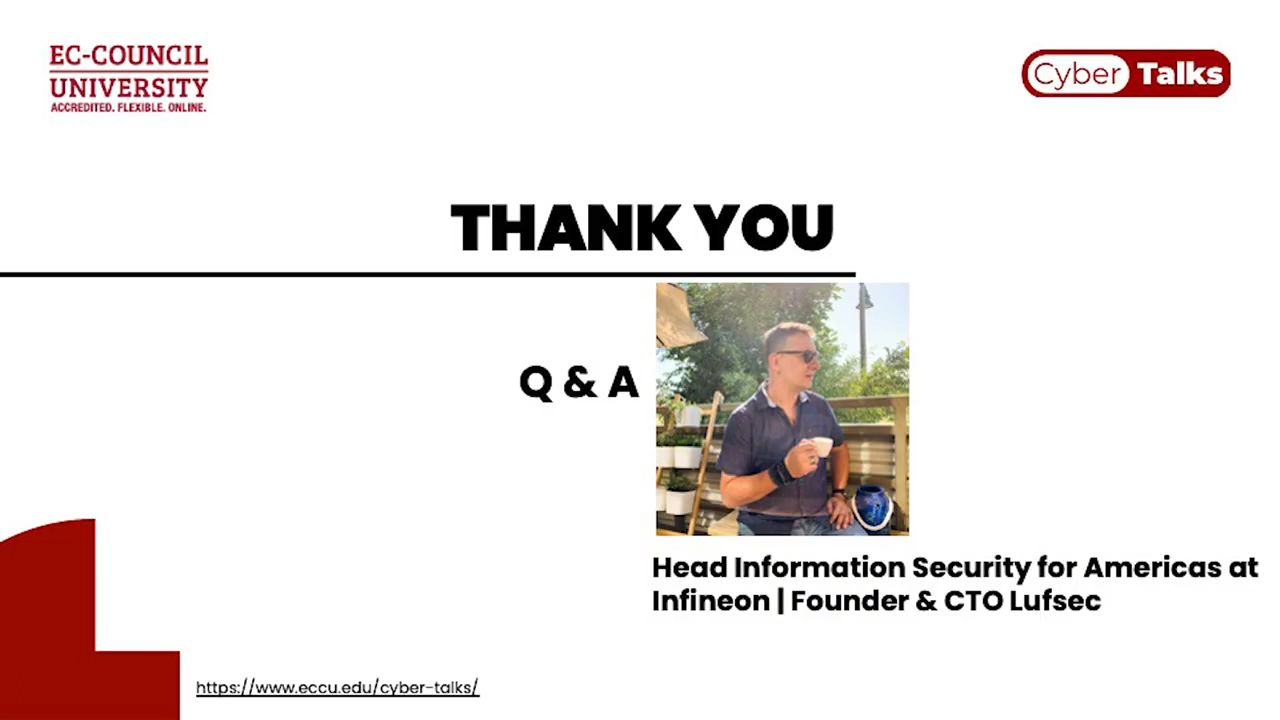 EC-COUNCIL
UNIVERSITY
ACCREDITED. FLEXIBLE. ONLINE.
Cyber Talks
THANK YOU
Q & A
Head Information Security for Americas at
Infineon | Founder & CTO Lufsec
https://www.eccu.edu/cyber-talks/